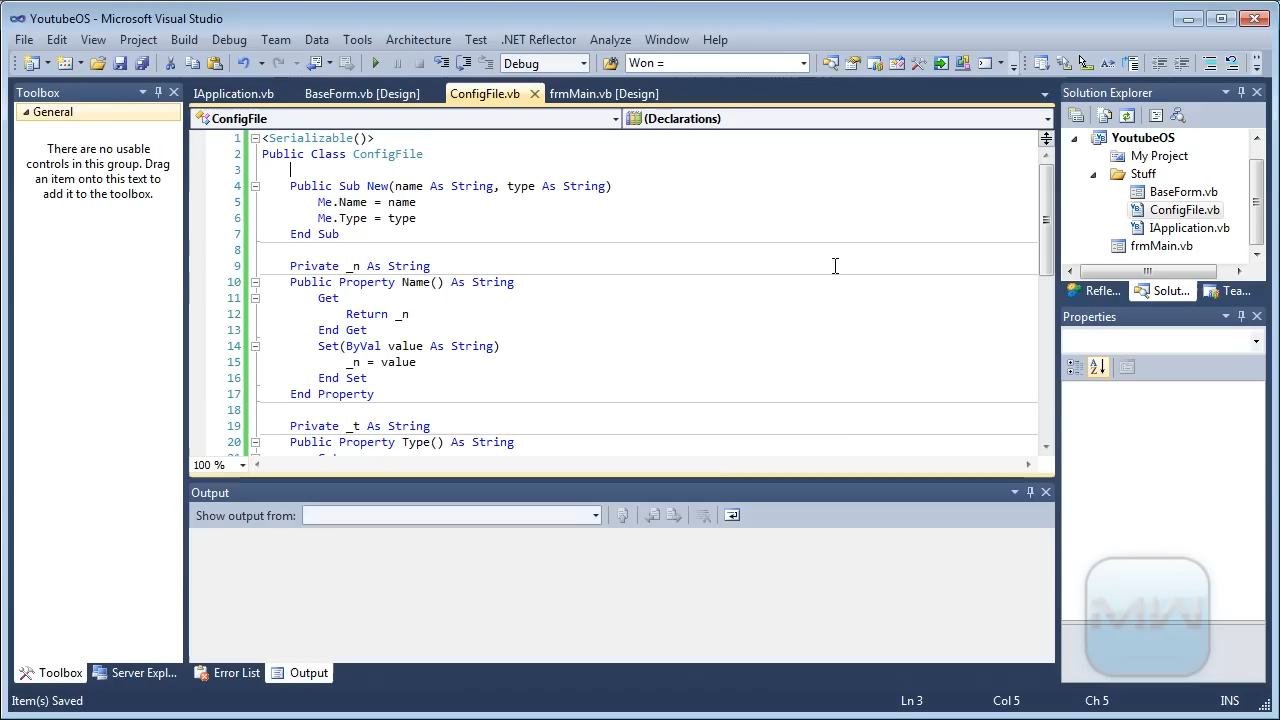 YoutubeOS - Microsoft Visual Studio
File Edit View Project Build Debug Team Data Tools Architecture Test .NET Reflector Analyze Window Help
Debug
Won =
Toolbox
General
There are no usable
controls in this group. Drag
an item onto this text to
add it to the toolbox.
IApplication.vb BaseForm.vb [Design] ConfigFile.vb frmMain.vb [Design]
ConfigFile (Declarations)
1 <Serializable()>
2 Public Class ConfigFile
3
4 Public Sub New(name As String, type As String)
5 Me.Name = name
6 Me.Type = type
7 End Sub
8
9 Private _n As String
10 Public Property Name() As String
11 Get
12 Return _n
13 End Get
14 Set(ByVal value As String)
15 _n = value
16 End Set
17 End Property
18
19 Private _t As String
20 Public Property Type() As String
100 %
Output
Show output from:
Solution Explorer
YoutubeOS
My Project
Stuff
BaseForm.vb
ConfigFile.vb
IApplication.vb
frmMain.vb
Refle... Solut... Tea...
Properties
MW
Toolbox Server Expl... Error List Output
Item(s) Saved Ln 3 Col 5 Ch 5 INS